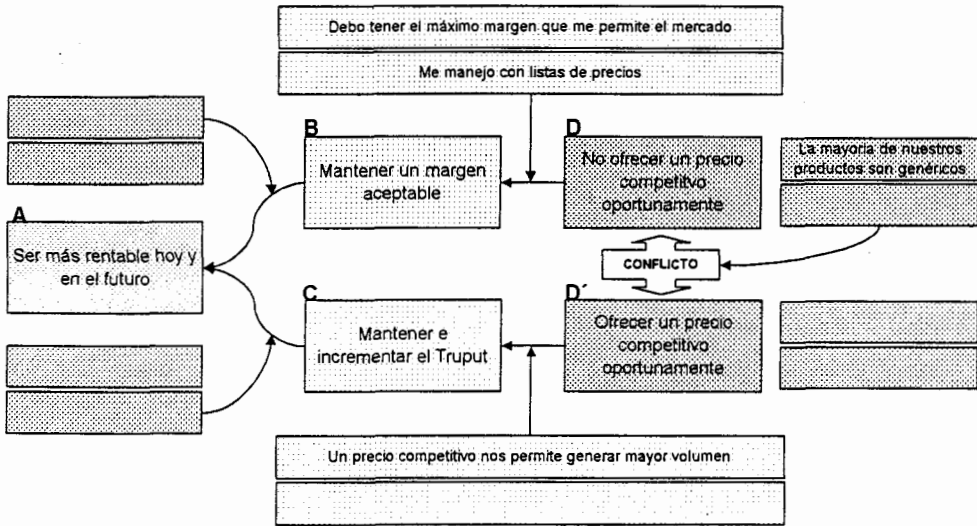 Debo tener el máximo margen que me permite el mercado
Me manejo con listas de precios
B
Mantener un margen
aceptable
D
No ofrecer un precio
competitvo
oportunamente
La mayoria de nuestros
productos son genéricos
A
Ser más rentable hoy y
en el futuro
CONFLICTO
C
Mantener e
incrementar el Truput
D´
Ofrecer un precio
competitivo
oportunamente
Un precio competitivo nos permite generar mayor volumen